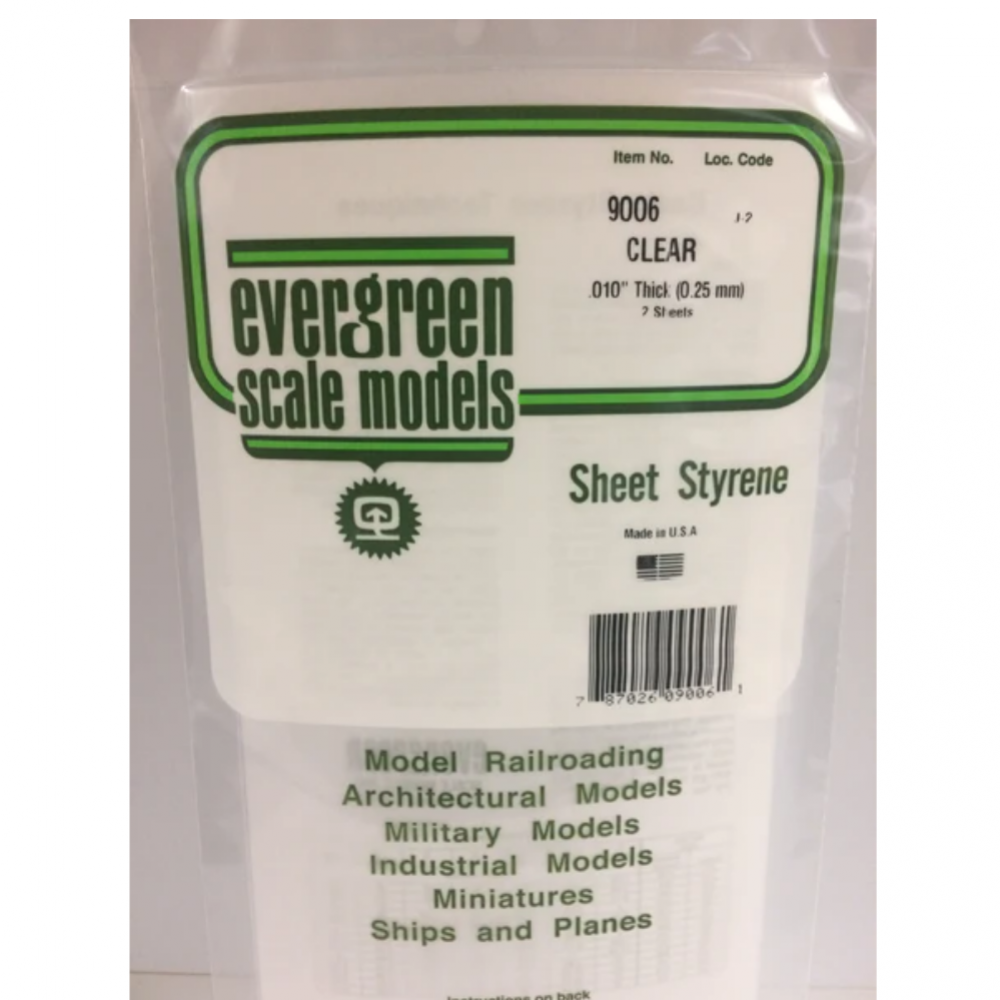 Item No. Loc. Code
9006 J-2
CLEAR
.010" Thick (0.25 mm)
2 Sheets
evergreen
scale models
Sheet Styrene
Made in U.S.A
7 87026 09006 1
Model Railroading
Architectural Models
Military Models
Industrial Models
Miniatures
Ships and Planes
Instructions on back